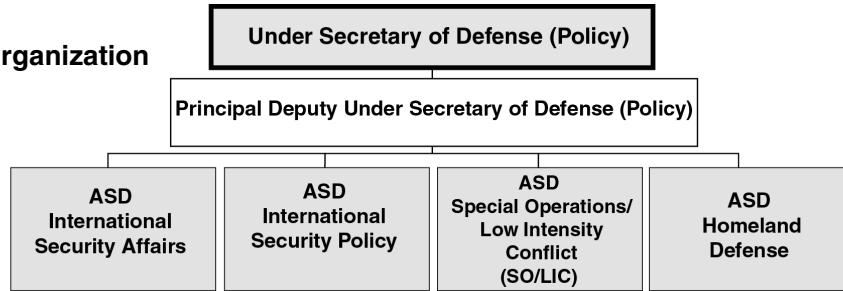 Under Secretary of Defense (Policy)
rganization
Principal Deputy Under Secretary of Defense (Policy)
ASD
International
Security Affairs
ASD
International
Security Policy
ASD
Special Operations/
Low Intensity
Conflict
(SO/LIC)
ASD
Homeland
Defense